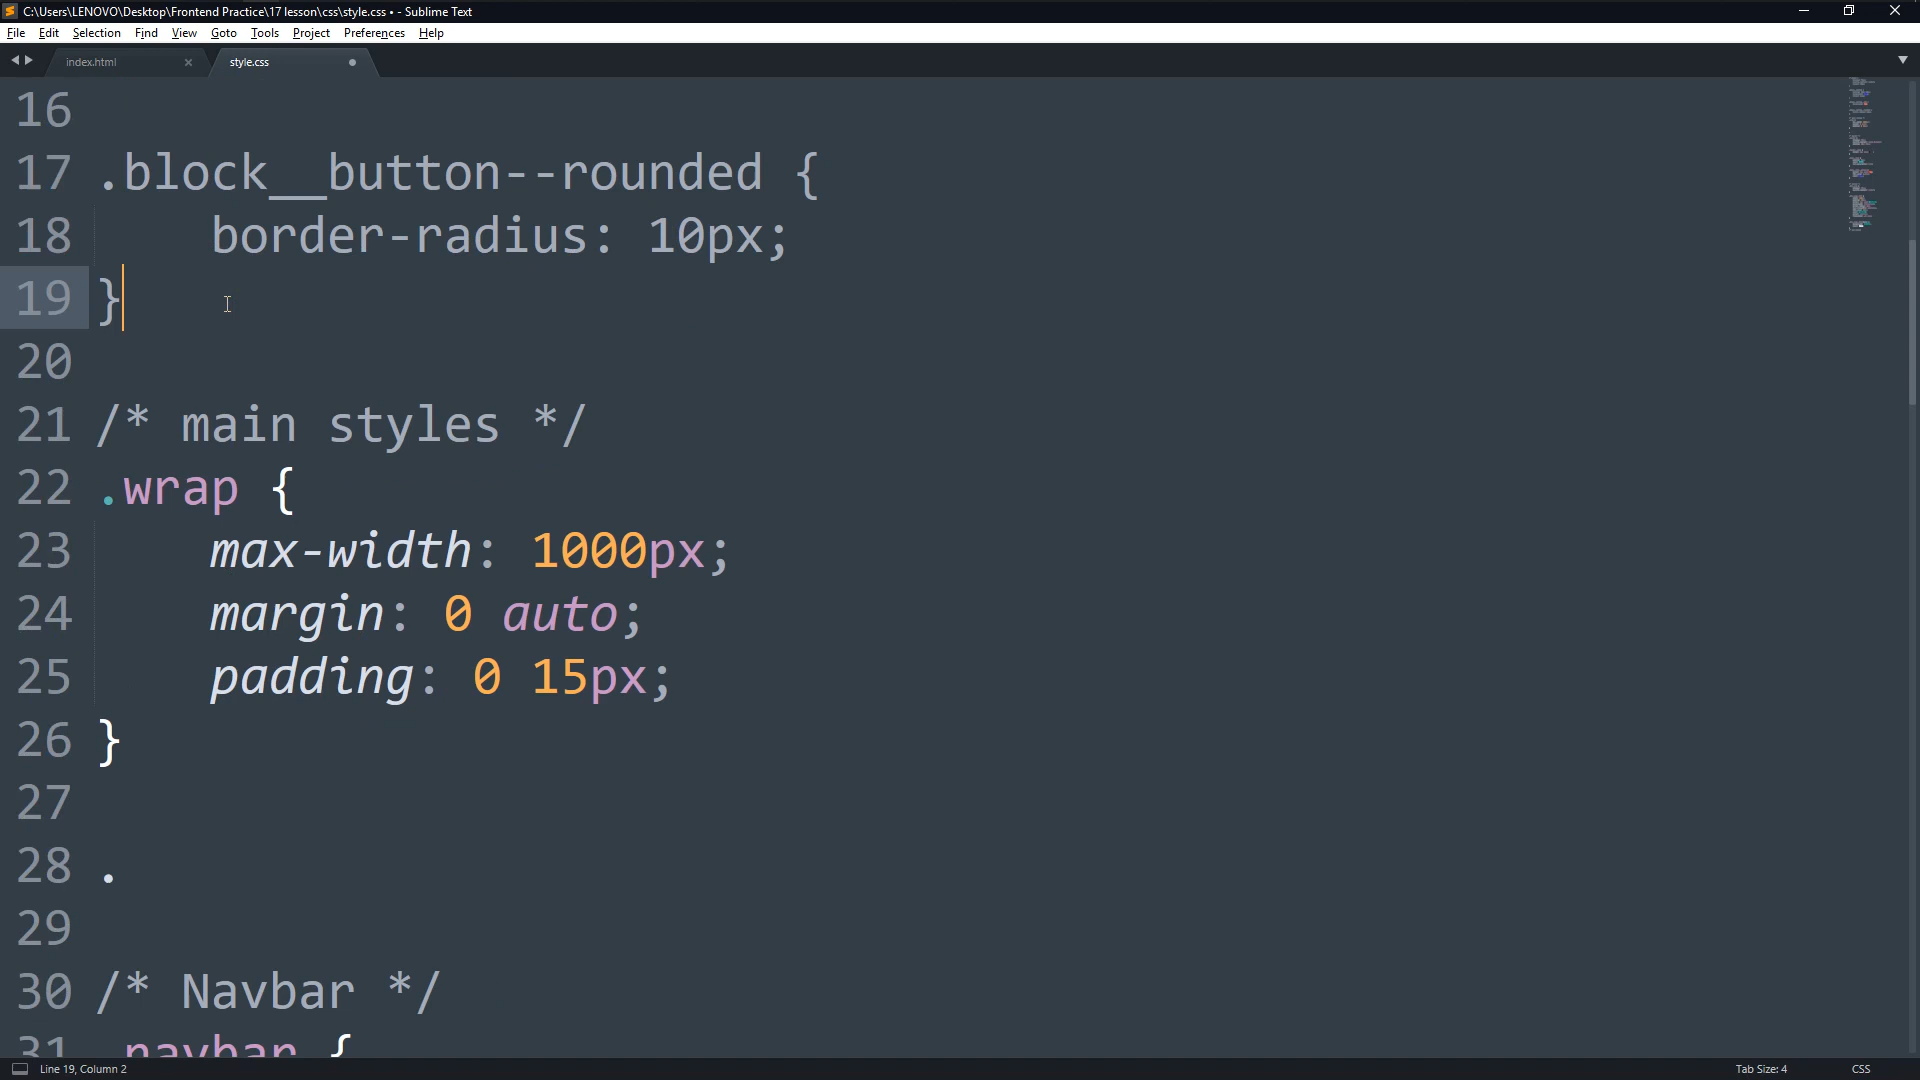 C:\Users\LENOVO\Desktop\Frontend Practice\17 lesson\css\style.css • - Sublime Text
File Edit Selection Find View Goto Tools Project Preferences Help
index.html style.css
16
17 .block__button--rounded {
18 border-radius: 10px;
19 }
20
21 /* main styles */
22 .wrap {
23 max-width: 1000px;
24 margin: 0 auto;
25 padding: 0 15px;
26 }
27
28 .
29
30 /* Navbar */
31 .navbar {
Line 19, Column 2 Tab Size: 4 CSS